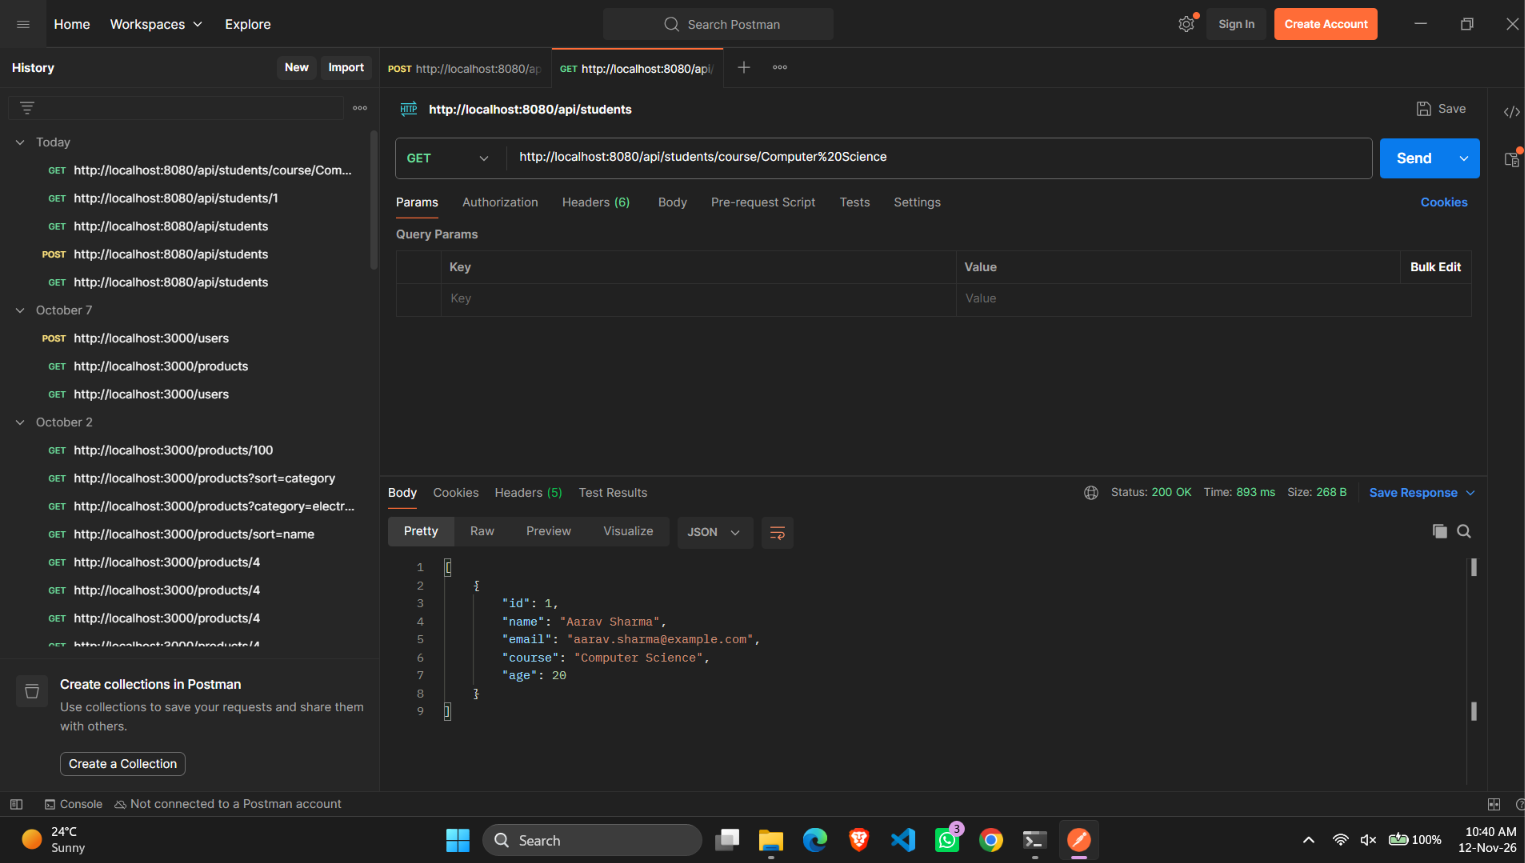 Home Workspaces Explore Search Postman Sign In Create Account
History New Import
POST http://localhost:8080/ap GET http://localhost:8080/api/
HTTP http://localhost:8080/api/students Save
GET http://localhost:8080/api/students/course/Computer%20Science Send
Params Authorization Headers (6) Body Pre-request Script Tests Settings Cookies
Query Params
Key Value Bulk Edit
Key Value
Today
GET http://localhost:8080/api/students/course/Com...
GET http://localhost:8080/api/students/1
GET http://localhost:8080/api/students
POST http://localhost:8080/api/students
GET http://localhost:8080/api/students
October 7
POST http://localhost:3000/users
GET http://localhost:3000/products
GET http://localhost:3000/users
October 2
GET http://localhost:3000/products/100
GET http://localhost:3000/products?sort=category
GET http://localhost:3000/products?category=electr...
GET http://localhost:3000/products/sort=name
GET http://localhost:3000/products/4
GET http://localhost:3000/products/4
GET http://localhost:3000/products/4
GET http://localhost:3000/products/4
Create collections in Postman
Use collections to save your requests and share them
with others.
Create a Collection
Body Cookies Headers (5) Test Results Status: 200 OK Time: 893 ms Size: 268 B Save Response
Pretty Raw Preview Visualize JSON
1 [
2 {
3 "id": 1,
4 "name": "Aarav Sharma",
5 "email": "aarav.sharma@example.com",
6 "course": "Computer Science",
7 "age": 20
8 }
9 ]
Console Not connected to a Postman account
24°C
Sunny
Search
3
100%
10:40 AM
12-Nov-26